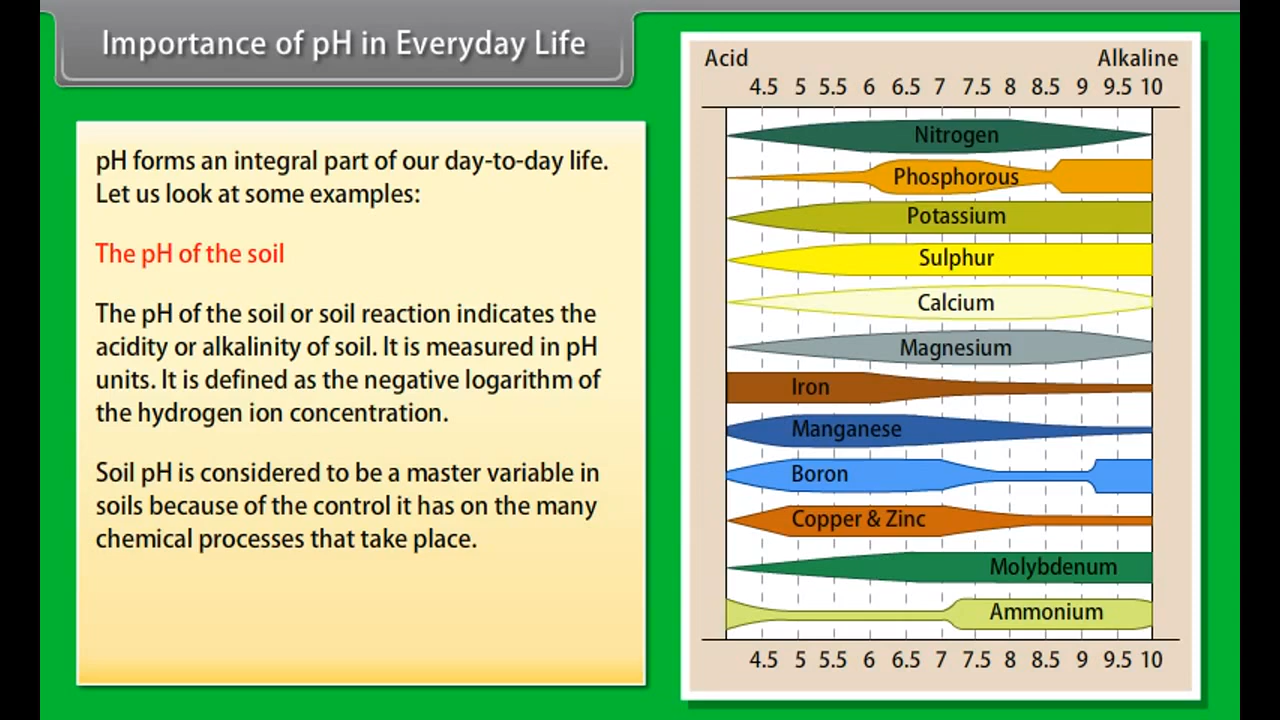 Importance of pH in Everyday Life
pH forms an integral part of our day-to-day life.
Let us look at some examples:
The pH of the soil
The pH of the soil or soil reaction indicates the
acidity or alkalinity of soil. It is measured in pH
units. It is defined as the negative logarithm of
the hydrogen ion concentration.
Soil pH is considered to be a master variable in
soils because of the control it has on the many
chemical processes that take place.
Acid Alkaline
4.5 5 5.5 6 6.5 7 7.5 8 8.5 9 9.5 10
Nitrogen
Phosphorous
Potassium
Sulphur
Calcium
Magnesium
Iron
Manganese
Boron
Copper & Zinc
Molybdenum
Ammonium
4.5 5 5.5 6 6.5 7 7.5 8 8.5 9 9.5 10